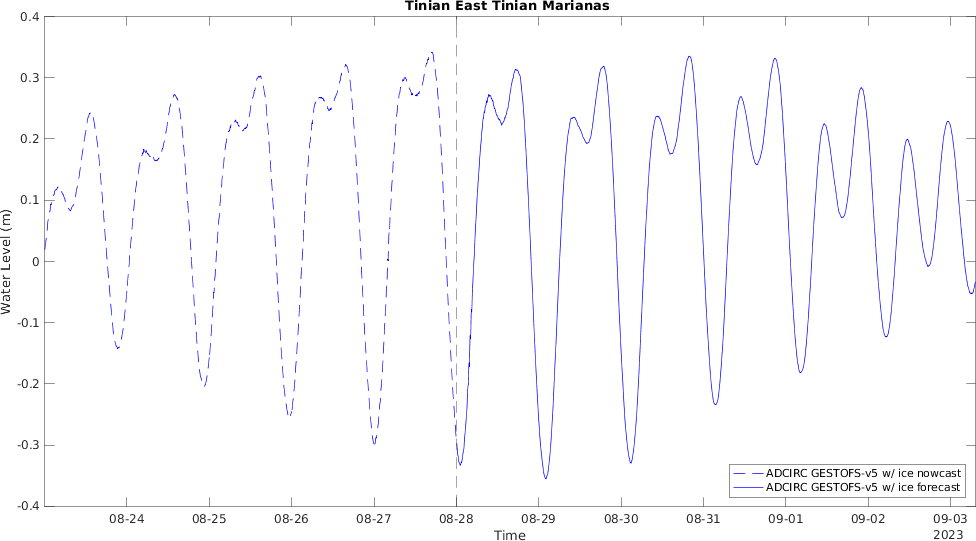 Tinian East Tinian Marianas
0.4
0.3
0.2
0.1
0
-0.1
-0.2
-0.3
-0.4
Water Level (m)
ADCIRC GESTOFS-v5 w/ ice nowcast
ADCIRC GESTOFS-v5 w/ ice forecast
08-24 08-25 08-26 08-27 08-28 08-29 08-30 08-31 09-01 09-02 09-03
Time
2023